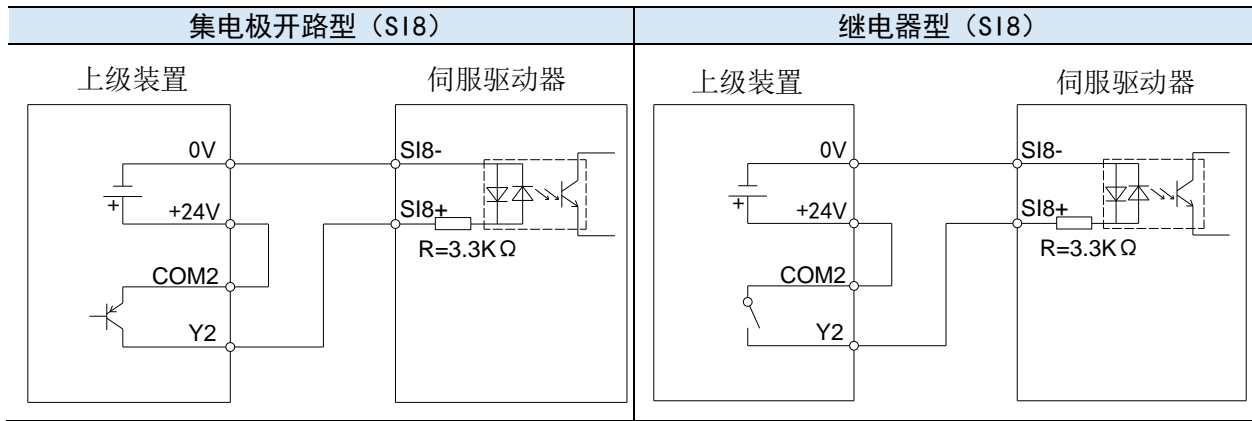 集电极开路型（SI8）
继电器型（SI8）
上级装置
伺服驱动器
0V
SI8-
+
+24V
SI8+
R=3.3KΩ
COM2
Y2
上级装置
伺服驱动器
0V
SI8-
+
+24V
SI8+
R=3.3KΩ
COM2
Y2